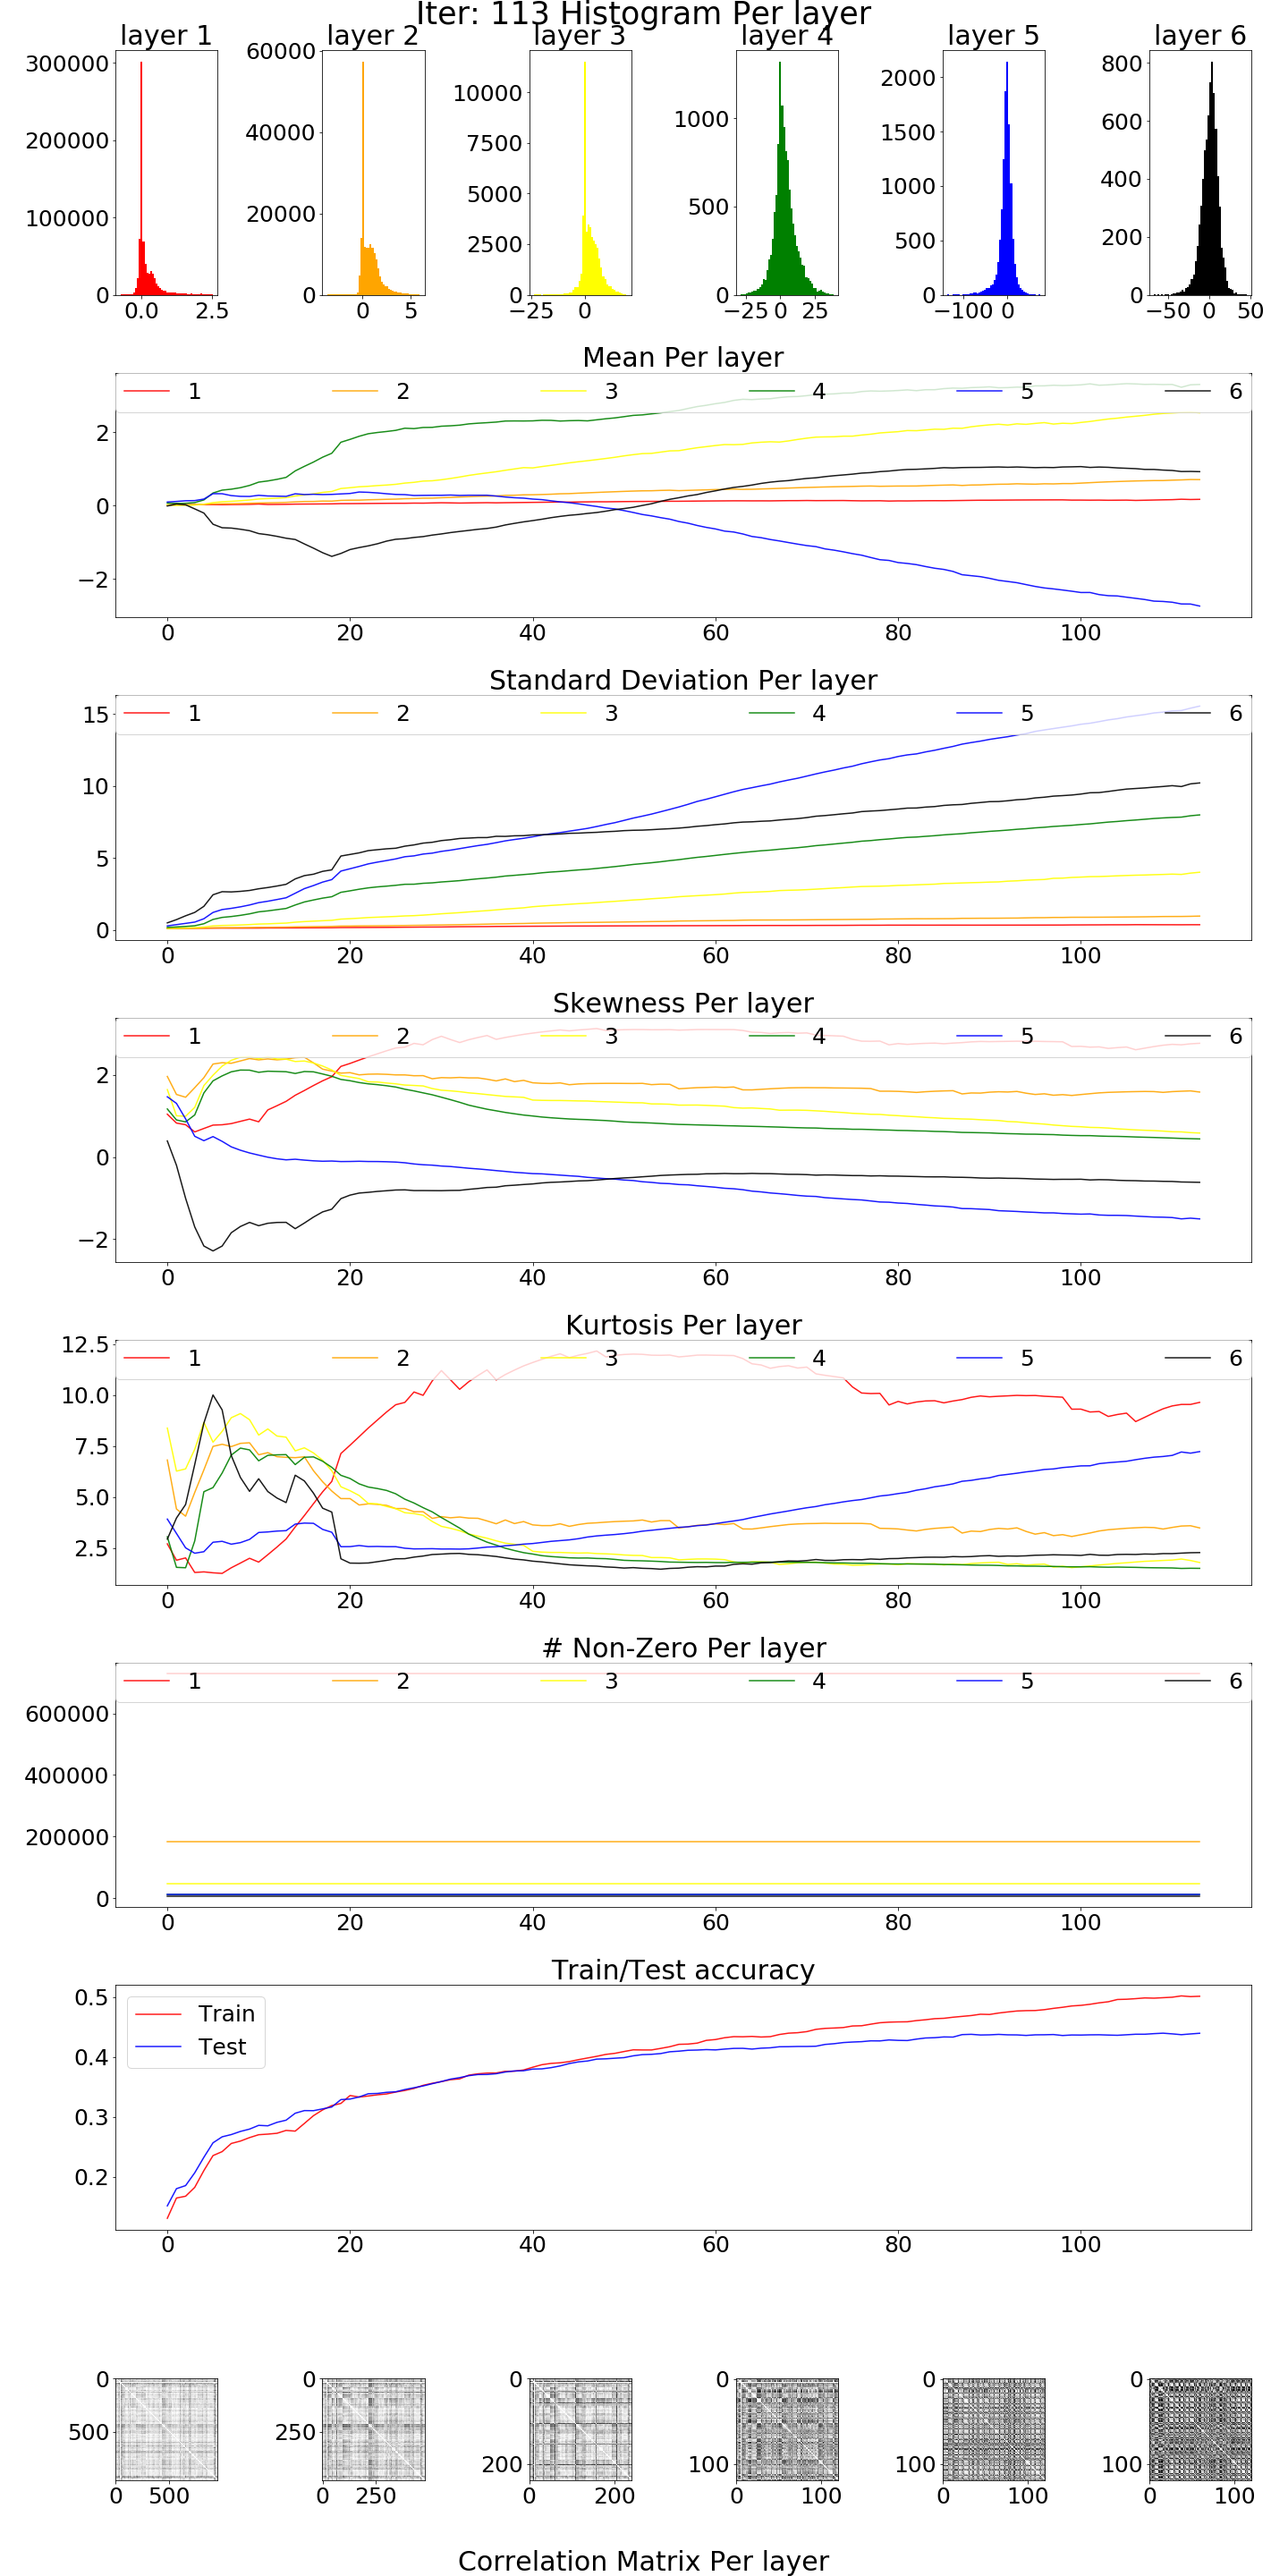 Iter: 113 Histogram Per layer
layer 1 layer 2 layer 3 layer 4 layer 5 layer 6
300000 200000 100000 0
0.0 2.5
60000 40000 20000 0
0 5
10000 7500 5000 2500 0
−25 0
1000 500 0
−25 0 25
2000 1500 1000 500 0
−100 0
800 600 400 200 0
−50 0 50
Mean Per layer
1 2 3 4 5 6
2
0
−2
0 20 40 60 80 100
Standard Deviation Per layer
1 2 3 4 5 6
15
10
5
0
0 20 40 60 80 100
Skewness Per layer
1 2 3 4 5 6
2
0
−2
0 20 40 60 80 100
Kurtosis Per layer
1 2 3 4 5 6
12.5
10.0
7.5
5.0
2.5
0 20 40 60 80 100
# Non-Zero Per layer
1 2 3 4 5 6
600000
400000
200000
0
0 20 40 60 80 100
Train/Test accuracy
Train
Test
0.5
0.4
0.3
0.2
0 20 40 60 80 100
0 500
0 500
0 250
0 250
0 200
0 200
0 100
0 100
0 100
0 100
0 100
0 100
Correlation Matrix Per layer